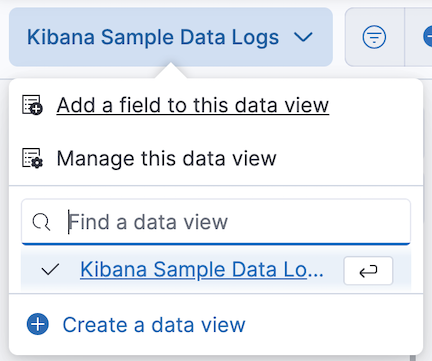 Kibana Sample Data Logs
Add a field to this data view
Manage this data view
Find a data view
Kibana Sample Data Lo...
Create a data view